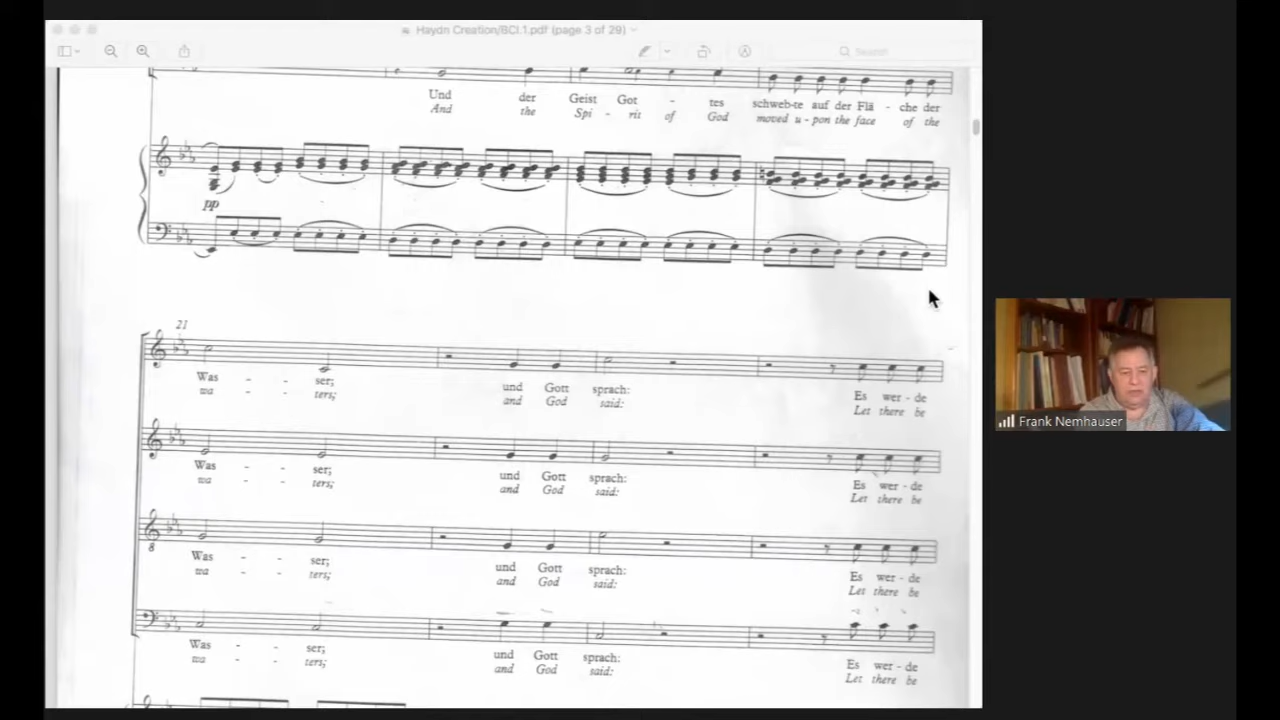 Haydn Creation/BCI.1.pdf (page 3 of 29)
Search
Und der Geist Got - tes schweb-te auf der Flä - che der
And the Spi - rit of God moved u - pon the face of the
pp
21
Was - - ser; und Gott sprach: Es wer - de
wa - - ters; and God said: Let there be
Was - - ser; und Gott sprach: Es wer - de
wa - - ters; and God said: Let there be
8
Was - - ser; und Gott sprach: Es wer - de
wa - - ters; and God said: Let there be
Was - - ser; und Gott sprach: Es wer - de
wa - - ters; and God said: Let there be
Frank Nemhauser